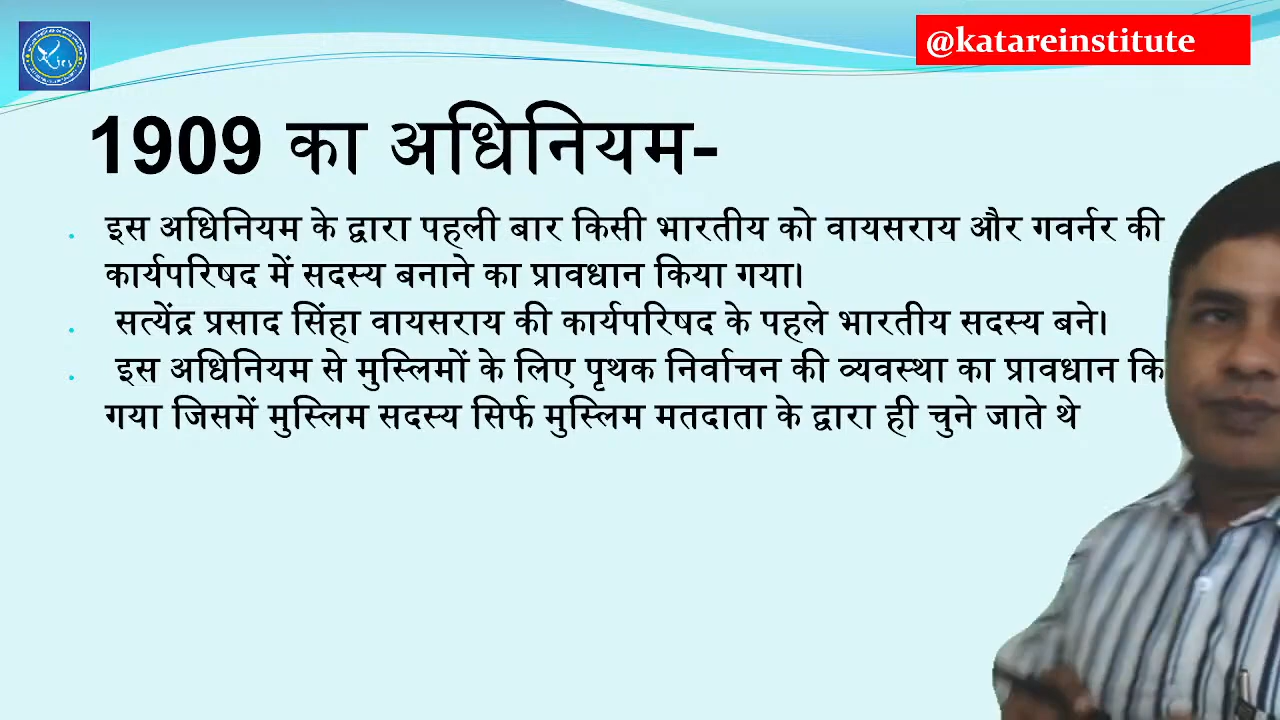 @katareinstitute
1909 का अधिनियम-
इस अधिनियम के द्वारा पहली बार किसी भारतीय को वायसराय और गवर्नर की
कार्यपरिषद में सदस्य बनाने का प्रावधान किया गया।
सत्येंद्र प्रसाद सिंहा वायसराय की कार्यपरिषद के पहले भारतीय सदस्य बने।
इस अधिनियम से मुस्लिमों के लिए पृथक निर्वाचन की व्यवस्था का प्रावधान कि
गया जिसमें मुस्लिम सदस्य सिर्फ मुस्लिम मतदाता के द्वारा ही चुने जाते थे